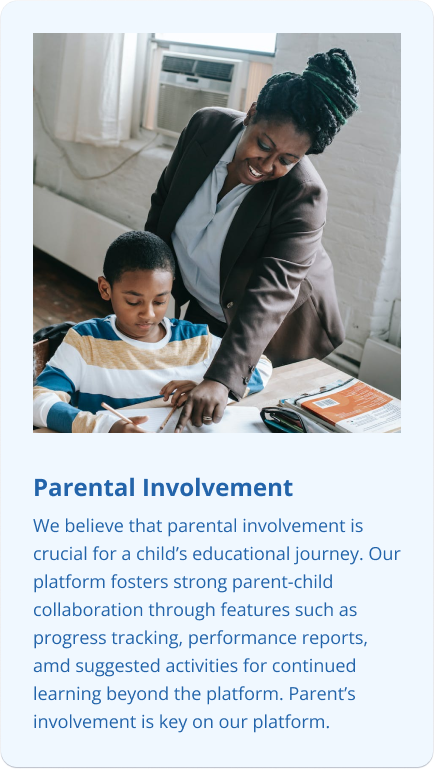 Parental Involvement
We believe that parental involvement is
crucial for a child’s educational journey. Our
platform fosters strong parent-child
collaboration through features such as
progress tracking, performance reports,
amd suggested activities for continued
learning beyond the platform. Parent’s
involvement is key on our platform.